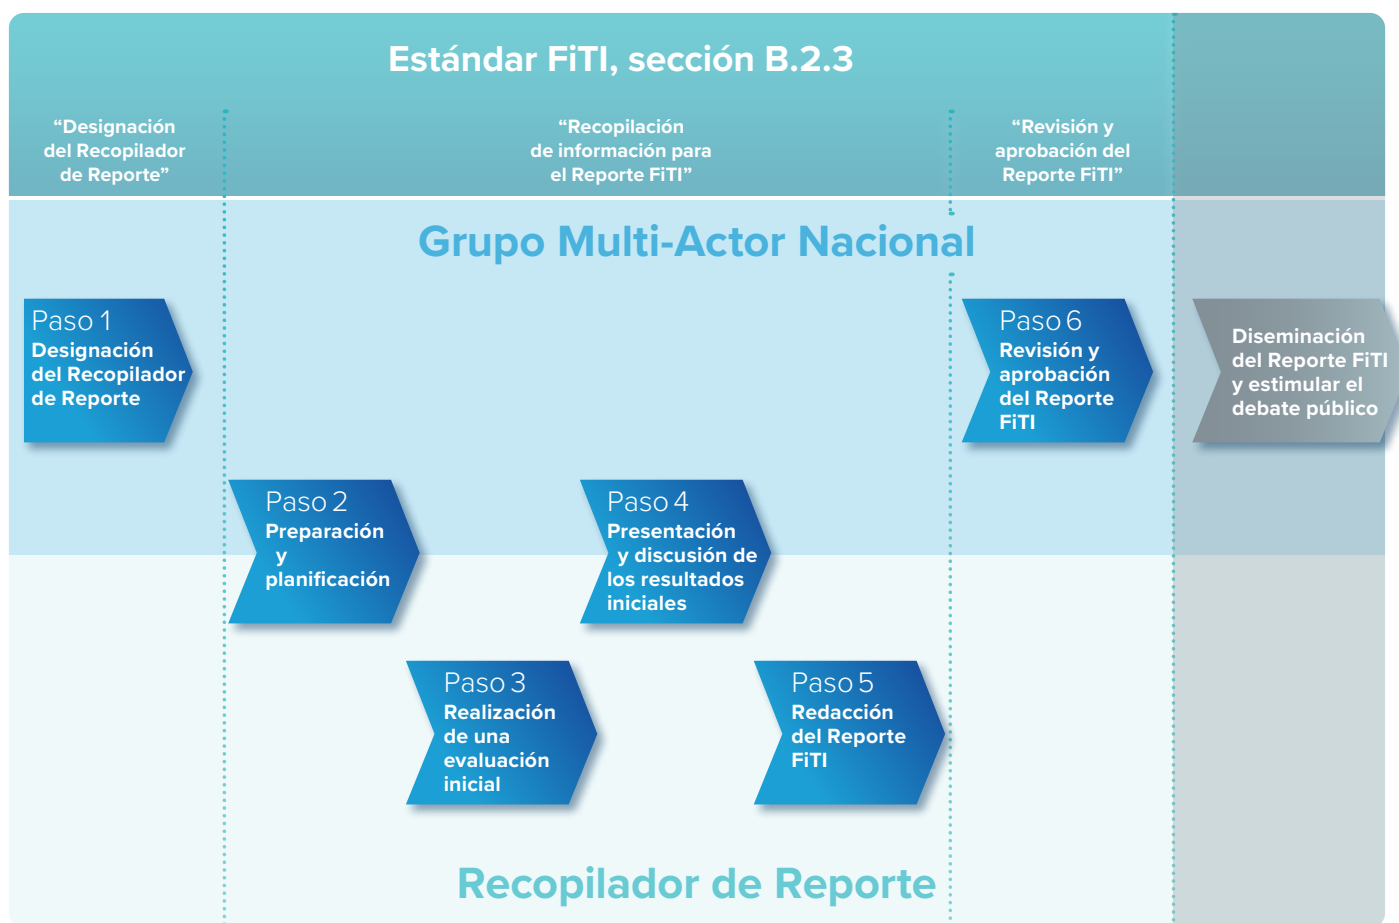 Estándar FiTI, sección B.2.3
“Designación
del Recopilador
de Reporte”
“Recopilación
de información para
el Reporte FiTI”
“Revisión y
aprobación del
Reporte FiTI”
Grupo Multi-Actor Nacional
Paso 1
Designación
del Recopilador
de Reporte
Paso 2
Preparación
y
planificación
Paso 3
Realización
de una
evaluación
inicial
Paso 4
Presentación
y discusión de
los resultados
iniciales
Paso 5
Redacción
del Reporte
FiTI
Paso 6
Revisión y
aprobación
del Reporte
FiTI
Diseminación
del Reporte FiTI
y estimular el
debate público
Recopilador de Reporte